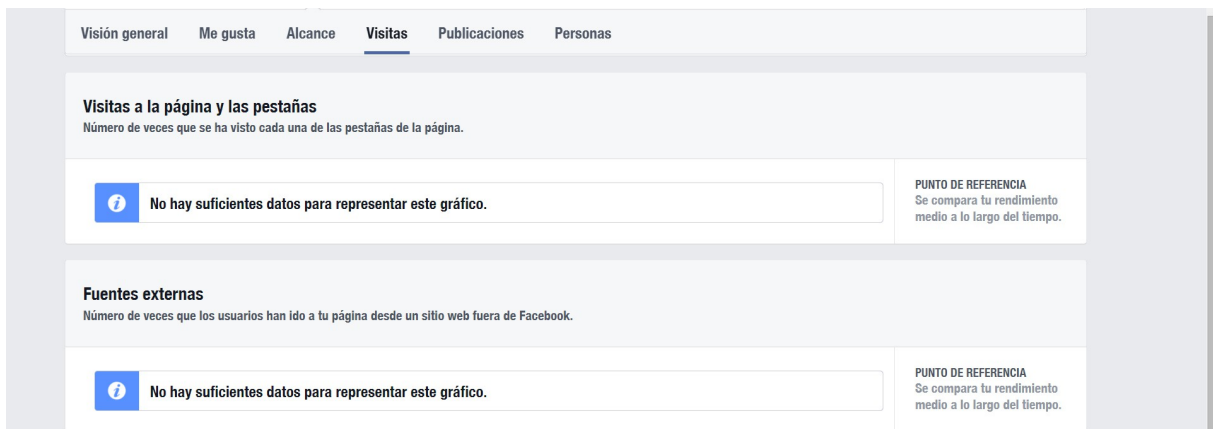 Visión general Me gusta Alcance Visitas Publicaciones Personas
Visitas a la página y las pestañas
Número de veces que se ha visto cada una de las pestañas de la página.
No hay suficientes datos para representar este gráfico.
PUNTO DE REFERENCIA
Se compara tu rendimiento
medio a lo largo del tiempo.
Fuentes externas
Número de veces que los usuarios han ido a tu página desde un sitio web fuera de Facebook.
No hay suficientes datos para representar este gráfico.
PUNTO DE REFERENCIA
Se compara tu rendimiento
medio a lo largo del tiempo.